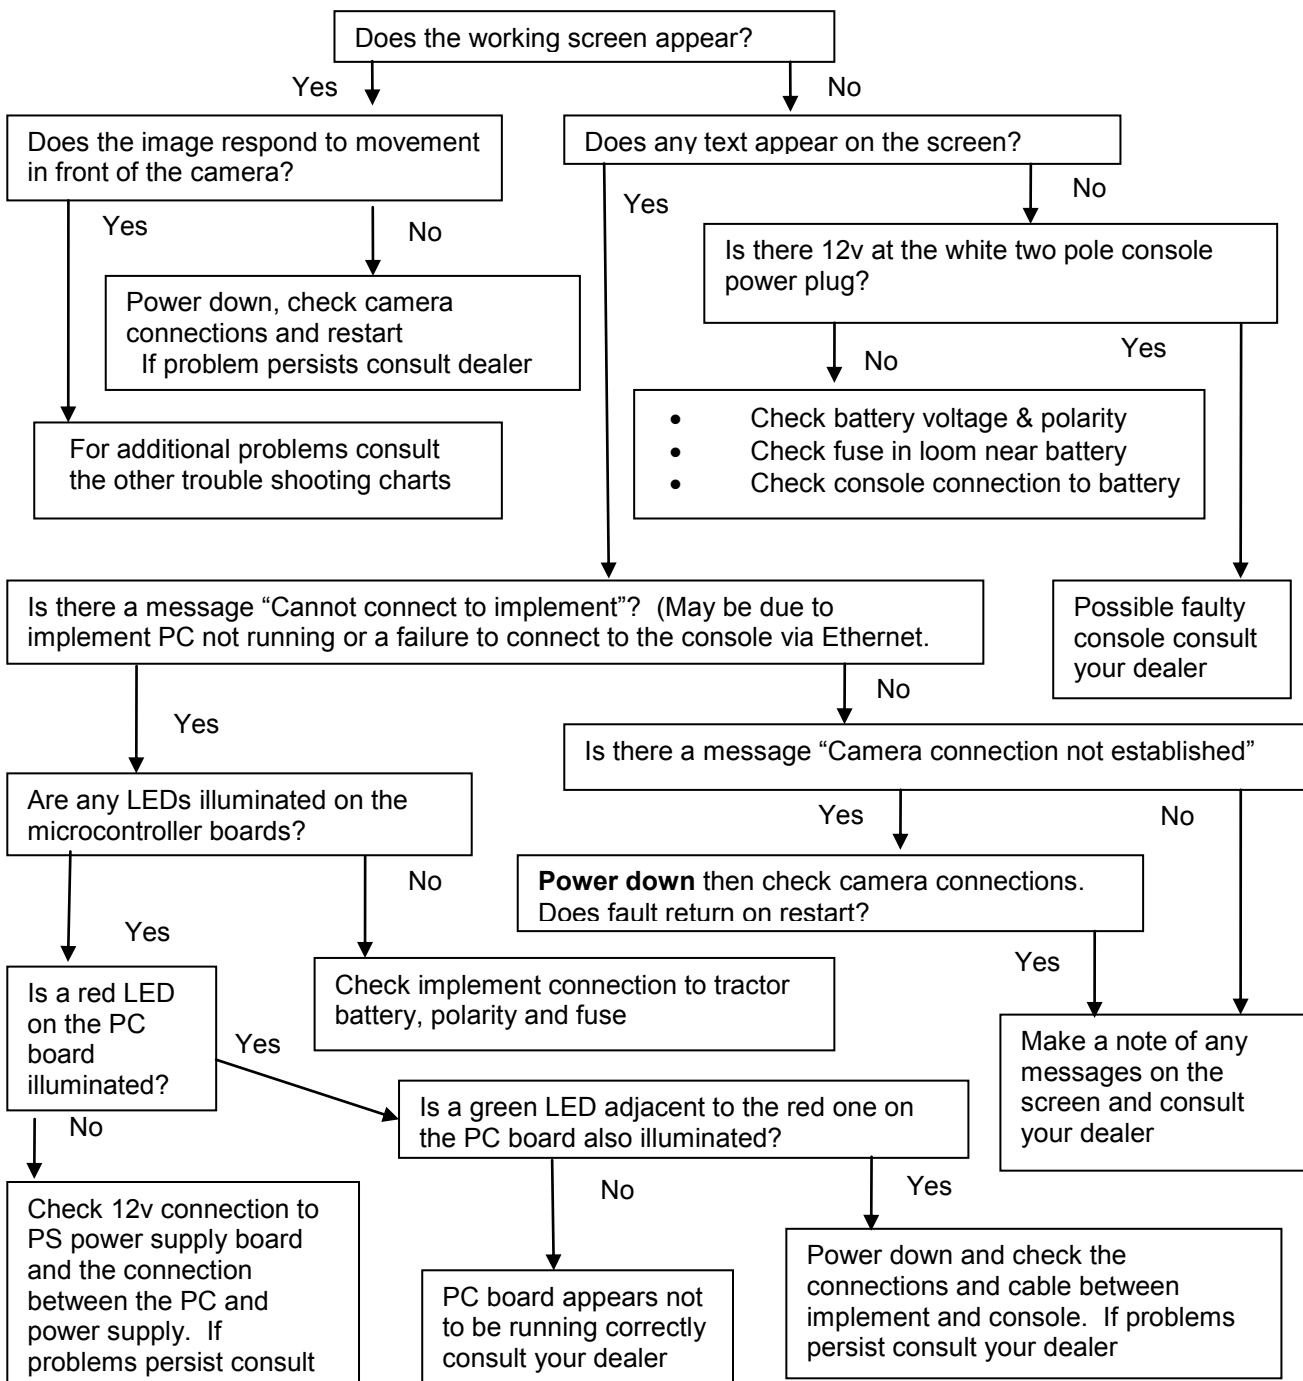 Does the working screen appear?
Yes
No
Does the image respond to movement
in front of the camera?
Does any text appear on the screen?
Yes
No
Yes
No
Is there 12v at the white two pole console
power plug?
Power down, check camera
connections and restart
If problem persists consult dealer
No
Yes
• Check battery voltage & polarity
• Check fuse in loom near battery
• Check console connection to battery
For additional problems consult
the other trouble shooting charts
Is there a message “Cannot connect to implement”? (May be due to
implement PC not running or a failure to connect to the console via Ethernet.
Possible faulty
console consult
your dealer
Yes
No
Is there a message “Camera connection not established”
Are any LEDs illuminated on the
microcontroller boards?
Yes
No
Yes
No
Power down then check camera connections.
Does fault return on restart?
Yes
Is a red LED
on the PC
board
illuminated?
Check implement connection to tractor
battery, polarity and fuse
Yes
No
Make a note of any
messages on the
screen and consult
your dealer
Is a green LED adjacent to the red one on
the PC board also illuminated?
No
Yes
Check 12v connection to
PS power supply board
and the connection
between the PC and
power supply. If
problems persist consult
PC board appears not
to be running correctly
consult your dealer
Power down and check the
connections and cable between
implement and console. If problems
persist consult your dealer